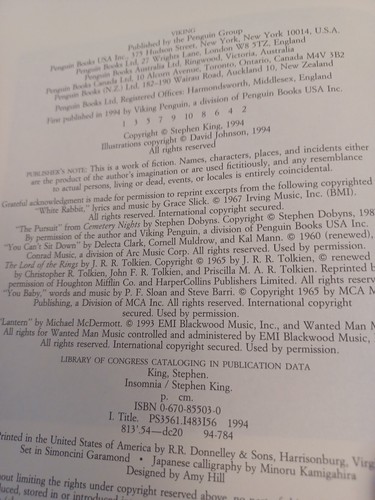 VIKING
Published by the Penguin Group
Penguin Books USA Inc., 375 Hudson Street, New York, New York 10014, U.S.A.
Penguin Books Ltd, 27 Wrights Lane, London W8 5TZ, England
Penguin Books Australia Ltd, Ringwood, Victoria, Australia
Penguin Books Canada Ltd, 10 Alcorn Avenue, Toronto, Ontario, Canada M4V 3B2
Penguin Books (N.Z.) Ltd, 182–190 Wairau Road, Auckland 10, New Zealand
Penguin Books Ltd, Registered Offices: Harmondsworth, Middlesex, England
First published in 1994 by Viking Penguin, a division of Penguin Books USA Inc.
1 3 5 7 9 10 8 6 4 2
Copyright © Stephen King, 1994
Illustrations copyright © David Johnson, 1994
All rights reserved
PUBLISHER'S NOTE: This is a work of fiction. Names, characters, places, and incidents either
are the product of the author's imagination or are used fictitiously, and any resemblance
to actual persons, living or dead, events, or locales is entirely coincidental.
Grateful acknowledgment is made for permission to reprint excerpts from the following copyrighted
"White Rabbit," lyrics and music by Grace Slick. © 1967 Irving Music, Inc. (BMI).
All rights reserved. International copyright secured.
"The Pursuit" from Cemetery Nights by Stephen Dobyns. Copyright © Stephen Dobyns, 198
By permission of the author and Viking Penguin, a division of Penguin Books USA Inc.
"You Can't Sit Down" by Delecta Clark, Cornell Muldrow, and Kal Mann. © 1960 (renewed),
Conrad Music, a division of Arc Music Corp. All rights reserved. Used by permission.
The Lord of the Rings by J. R. R. Tolkien. Copyright © 1965 by J. R. R. Tolkien, © renewed
by Christopher R. Tolkien, John F. R. Tolkien, and Priscilla M. A. R. Tolkien. Reprinted b
permission of Houghton Mifflin Co. and HarperCollins Publishers Limited. All rights reserv
"You Baby," words and music by P. F. Sloan and Steve Barri. © Copyright 1965 by MCA M
Publishing, a Division of MCA Inc. All rights reserved. International copyright
secured. Used by permission.
Lantern" by Michael McDermott. © 1993 EMI Blackwood Music, Inc., and Wanted Man M
All rights for Wanted Man Music controlled and administered by EMI Blackwood Music,
All rights reserved. International copyright secured. Used by permission.
LIBRARY OF CONGRESS CATALOGING IN PUBLICATION DATA
King, Stephen.
Insomnia / Stephen King.
p. cm.
ISBN 0-670-85503-0
I. Title. PS3561.I483I56 1994
813'.54—dc20 94-784
Printed in the United States of America by R.R. Donnelley & Sons, Harrisonburg, Virg
Set in Simoncini Garamond • Japanese calligraphy by Minoru Kamigahira
Designed by Amy Hill
out limiting the rights under copyright reserved above, no part of
uced, stored in or introduced